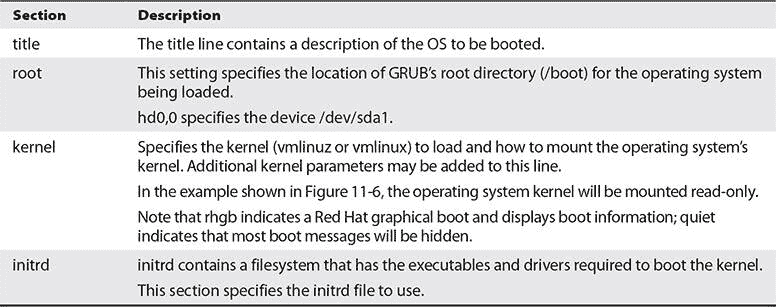 Section Description
title The title line contains a description of the OS to be booted.
root This setting specifies the location of GRUB's root directory (/boot) for the operating system
being loaded.
hd0,0 specifies the device /dev/sda1.
kernel Specifies the kernel (vmlinuz or vmlinux) to load and how to mount the operating system's
kernel. Additional kernel parameters may be added to this line.
In the example shown in Figure 11-6, the operating system kernel will be mounted read-only.
Note that rhgb indicates a Red Hat graphical boot and displays boot information; quiet
indicates that most boot messages will be hidden.
initrd initrd contains a filesystem that has the executables and drivers required to boot the kernel.
This section specifies the initrd file to use.